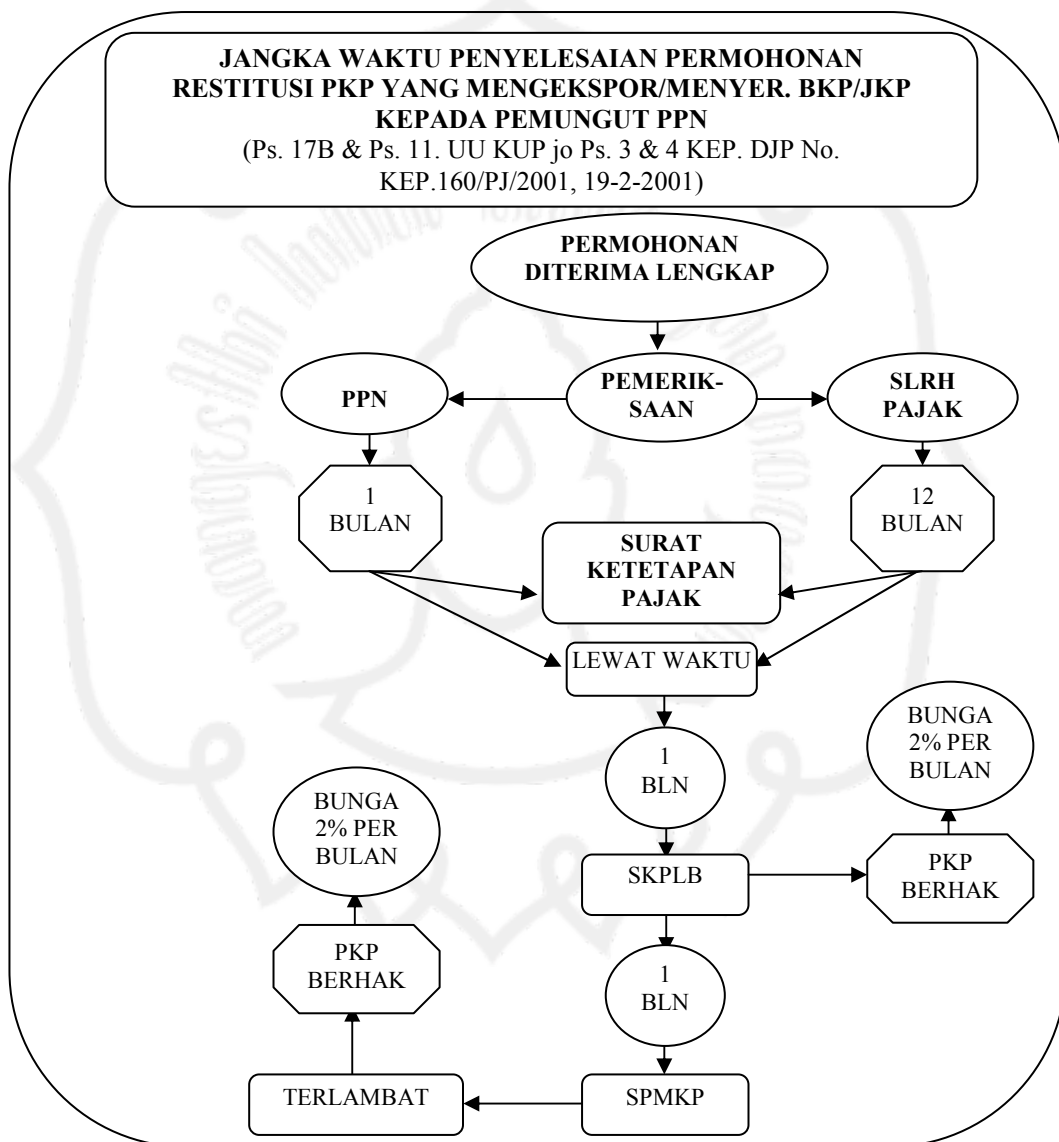 JANGKA WAKTU PENYELESAIAN PERMOHONAN
RESTITUSI PKP YANG MENGEKSPOR/MENYER. BKP/JKP
KEPADA PEMUNGUT PPN
(Ps. 17B & Ps. 11. UU KUP jo Ps. 3 & 4 KEP. DJP No.
KEP.160/PJ/2001, 19-2-2001)
PERMOHONAN
DITERIMA LENGKAP
PPN
PEMERIK-
SAAN
SLRH
PAJAK
1
BULAN
12
BULAN
SURAT
KETETAPAN
PAJAK
LEWAT WAKTU
1
BLN
BUNGA
2% PER
BULAN
BUNGA
2% PER
BULAN
SKPLB
PKP
BERHAK
PKP
BERHAK
1
BLN
TERLAMBAT
SPMKP